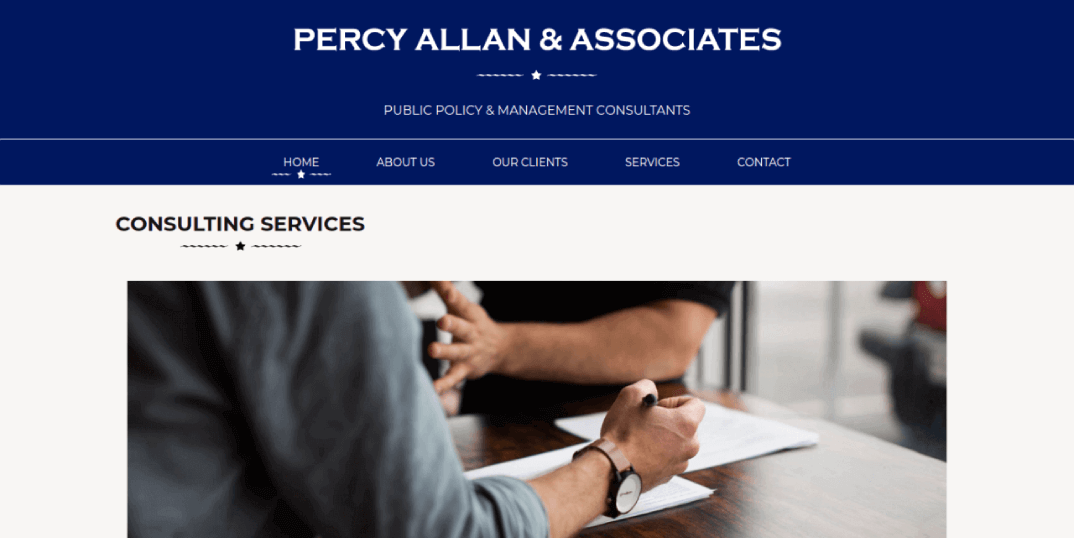 PERCY ALLAN & ASSOCIATES
PUBLIC POLICY & MANAGEMENT CONSULTANTS
HOME ABOUT US OUR CLIENTS SERVICES CONTACT
CONSULTING SERVICES